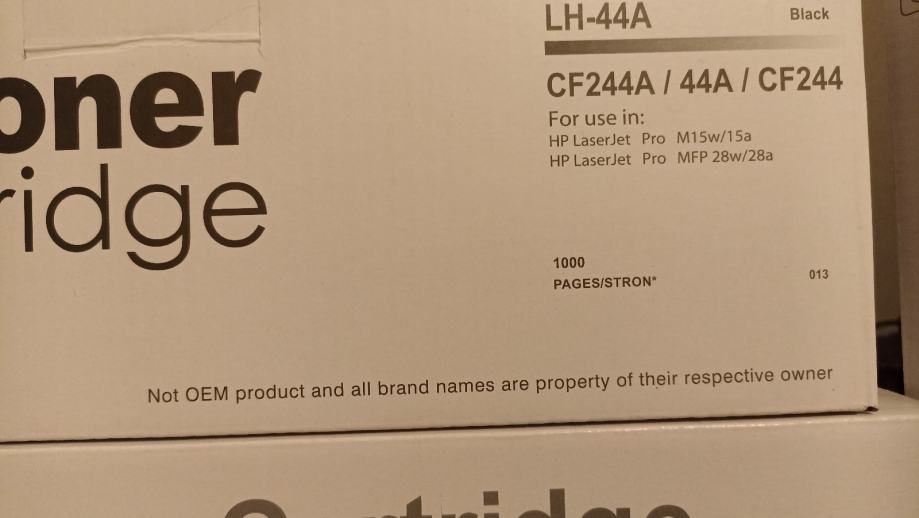 LH-44A
Black
oner
ridge
CF244A / 44A / CF244
For use in:
HP LaserJet Pro M15w/15a
HP LaserJet Pro MFP 28w/28a
1000
PAGES/STRON*
013
Not OEM product and all brand names are property of their respective owner
Cartridge